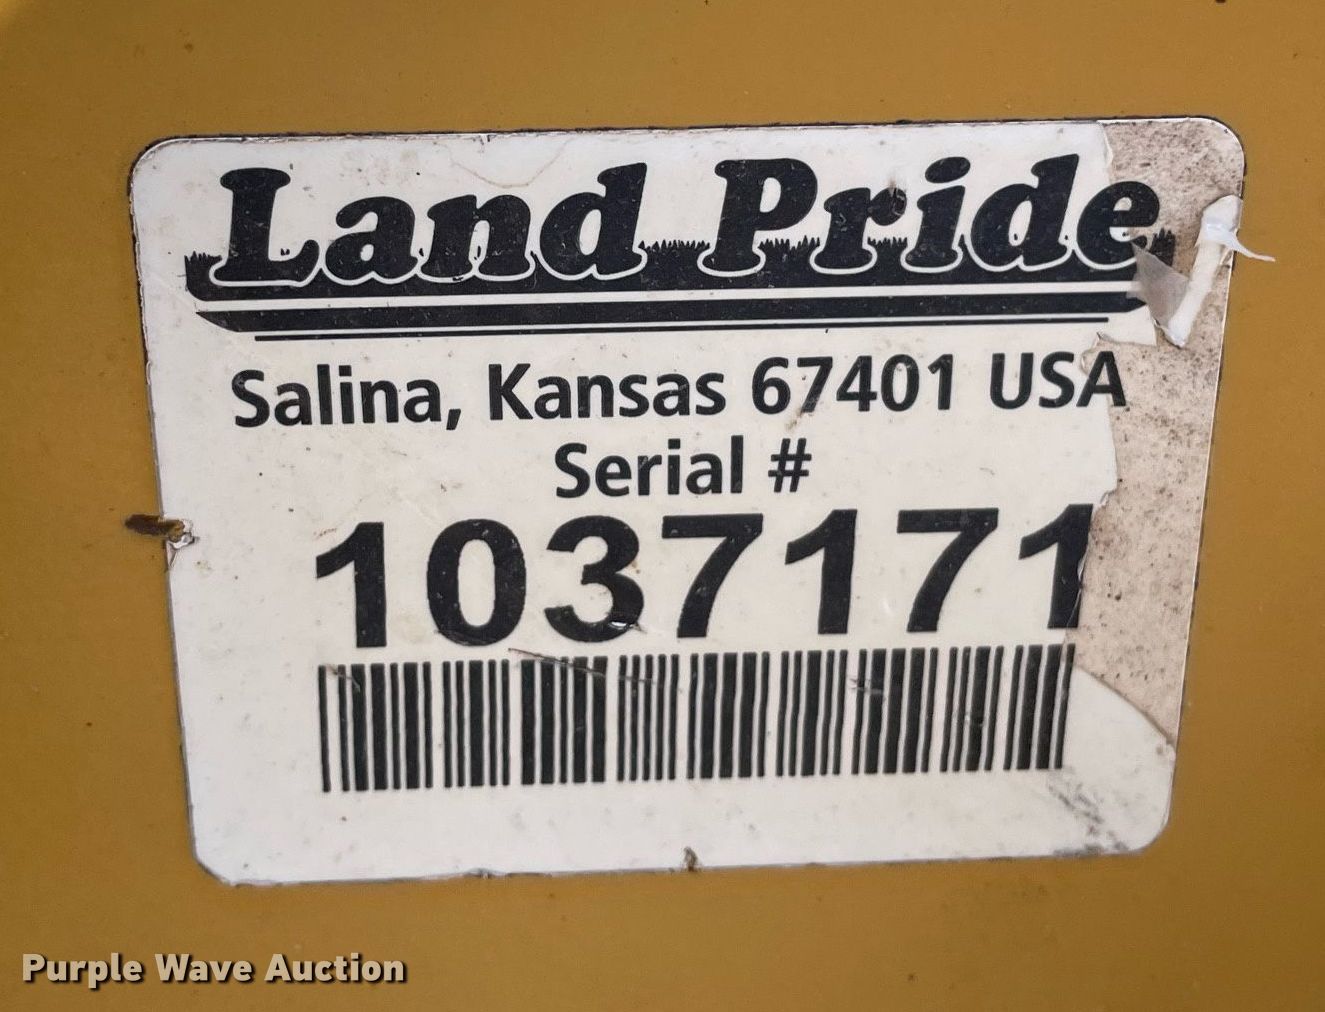 Land Pride
Salina, Kansas 67401 USA
Serial #
1037171
Purple Wave Auction